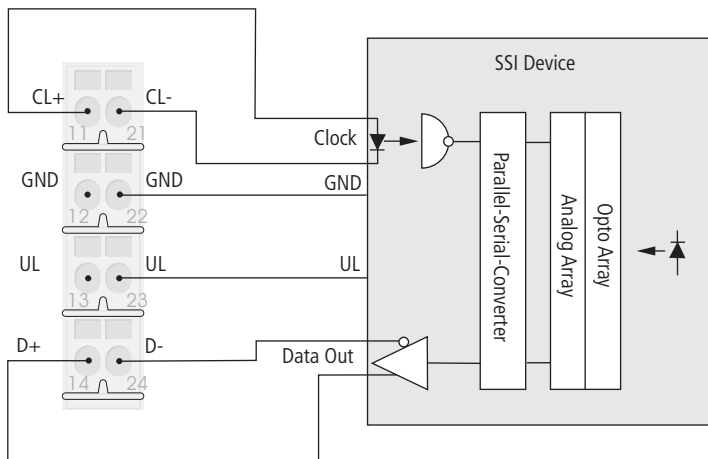 SSI Device
CL+ CL-
11 21
Clock
GND GND GND
12 22
UL UL UL
13 23
D+ D-
14 24
Data Out
Parallel-Serial-Converter
Analog Array
Opto Array